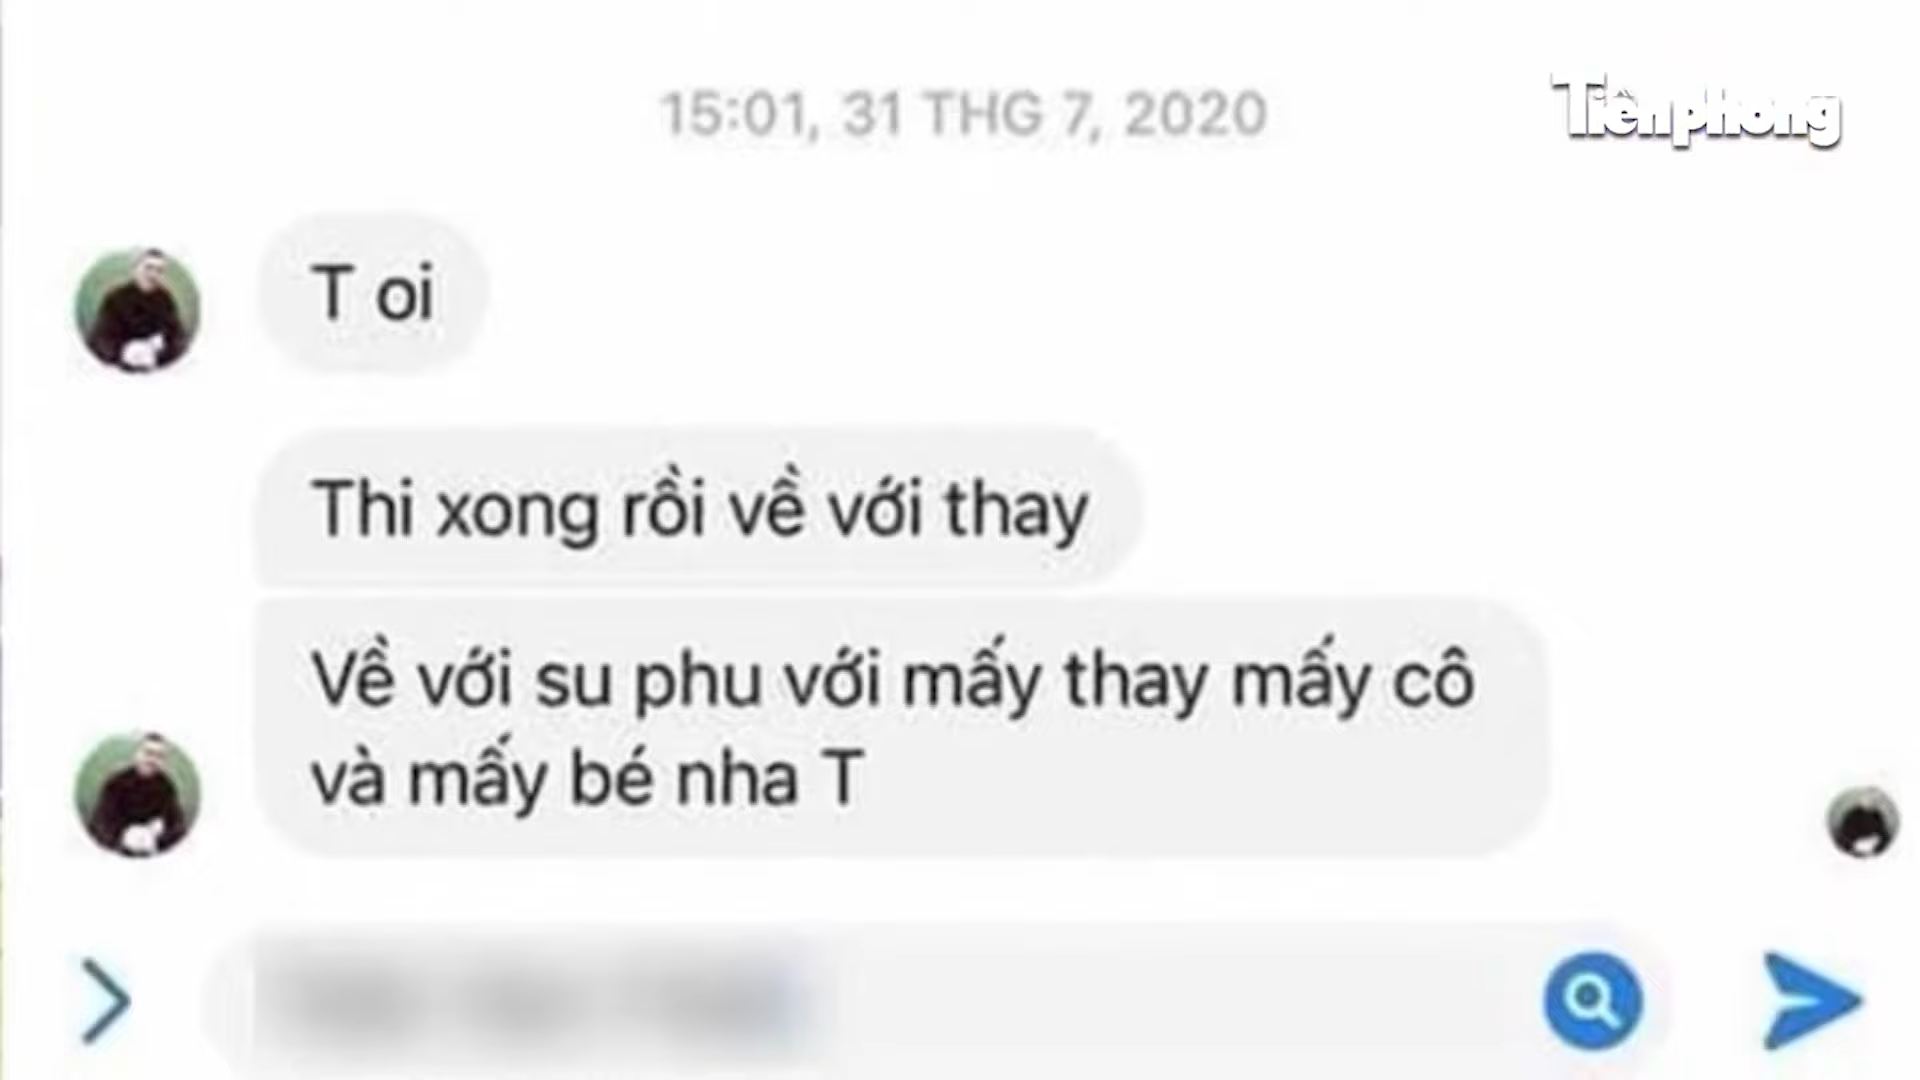 15:01, 31 THG 7, 2020
Tiền phong
T oi
Thi xong rồi về với thay
Về với su phu với mấy thay mấy cô
và mấy bé nha T